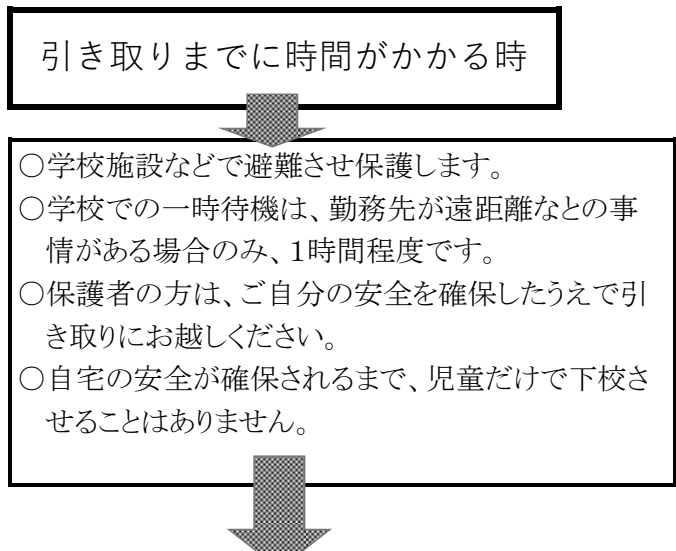 引き取りまでに時間がかかる時
○学校施設などで避難させ保護します。
○学校での一時待機は、勤務先が遠距離なとの事
情がある場合のみ、1時間程度です。
○保護者の方は、ご自分の安全を確保したうえで引
き取りにお越しください。
○自宅の安全が確保されるまで、児童だけで下校さ
せることはありません。